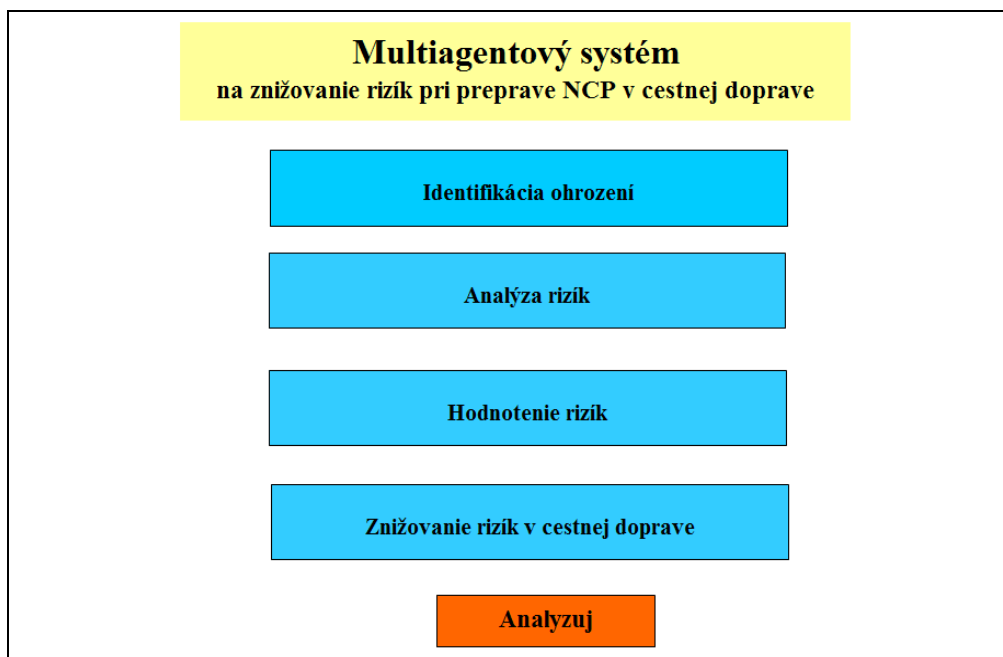 Multiagentový systém
na znižovanie rizík pri preprave NCP v cestnej doprave
Identifikácia ohrození
Analýza rizík
Hodnotenie rizík
Znižovanie rizík v cestnej doprave
Analyzuj